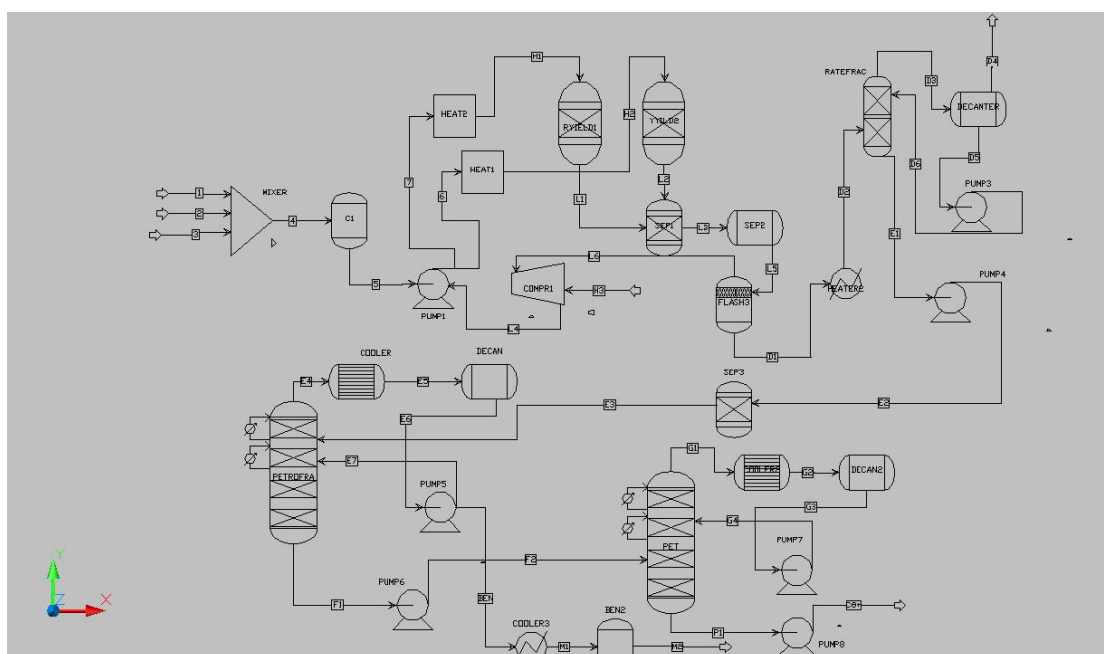 H1
D4
RATEFRAC
D3
DECANTER
HEAT2
H2
RYIELD1
YYILD2
7
HEAT1
D5
D6
6
L2
D2
PUMP3
MIXER
1
L1
2
4
C1
SEP1
SEP2
3
E1
L6
L5
PUMP4
5
COMPR1
H3
FLASH3
HEATER2
PUMP1
L4
D1
COOLER
DECAN
SEP3
E4
E5
E3
E2
E6
G1
E7
G2
DECAN2
PETROFRA
PUMP5
G3
G4
PUMP7
F2
PET
PUMP6
BEN
F1
BEN2
C8+
COOLER3
P1
M1
M2
PUMP8
Y
Z
X